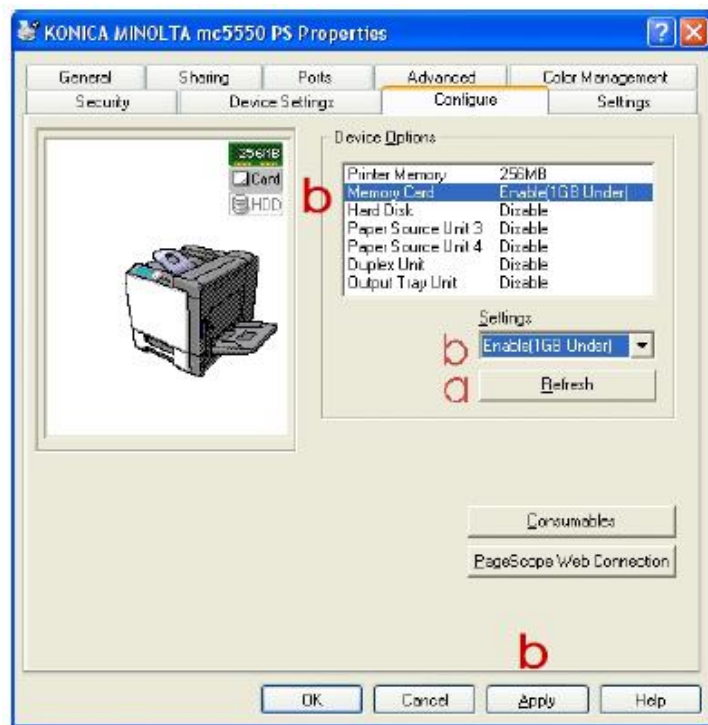 KONICA MINOLTA mc5550 PS Properties
General Sharing Ports Advanced Color Management
Security Device Settings Configure Settings
256MB
Card
HDD
Device Options
b
Printer Memory 256MB
Memory Card Enable(1GB Under)
Hard Disk Disable
Paper Source Unit 3 Disable
Paper Source Unit 4 Disable
Duplex Unit Disable
Output Tray Unit Disable
Settings
b Enable(1GB Under)
a Refresh
Consumables
PageScope Web Connection
b
OK Cancel Apply Help